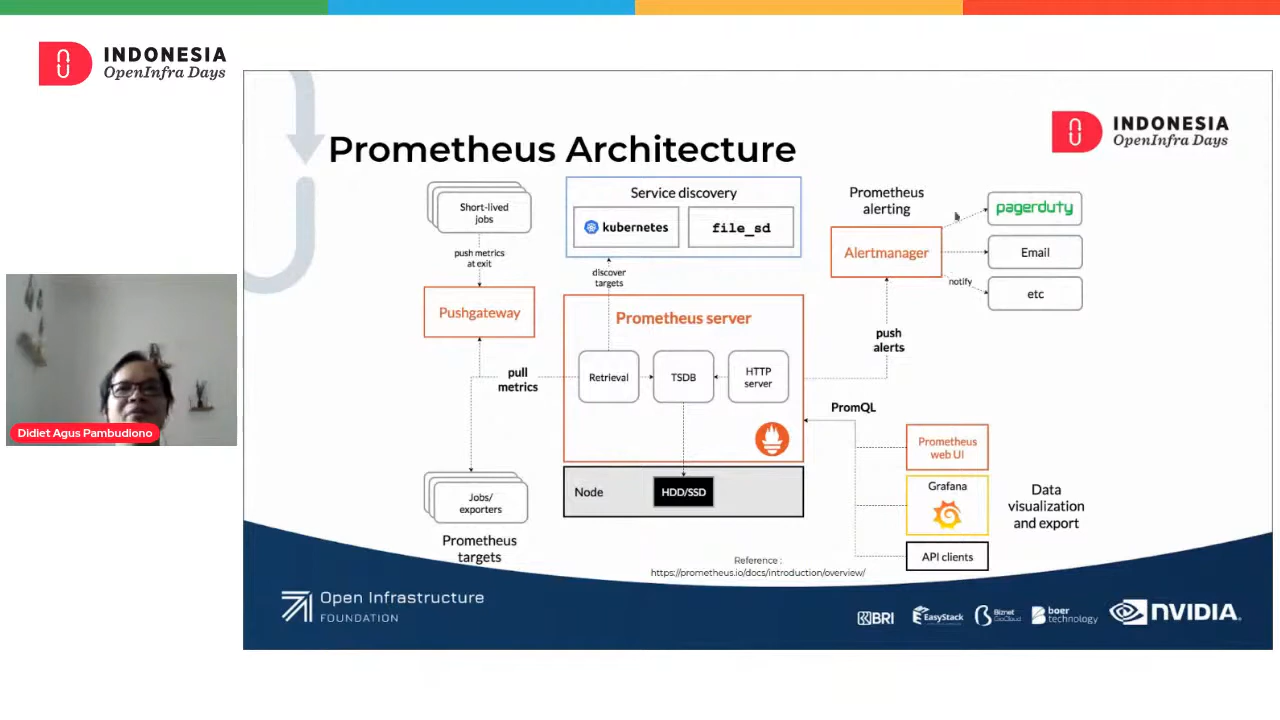 INDONESIA
OpenInfra Days
INDONESIA
OpenInfra Days
Prometheus Architecture
Short-lived
jobs
push metrics
at exit
Pushgateway
pull
metrics
Jobs/
exporters
Prometheus
targets
Service discovery
kubernetes
file_sd
discover
targets
Prometheus server
Retrieval
TSDB
HTTP
server
Node
HDD/SSD
Prometheus
alerting
Alertmanager
pagerduty
Email
notify
etc
push
alerts
PromQL
Prometheus
web UI
Grafana
API clients
Data
visualization
and export
Reference :
https://prometheus.io/docs/introduction/overview/
Didiet Agus Pambudiono
Open Infrastructure
FOUNDATION
BRI
EasyStack
Biznet
GioCloud
boer
technology
NVIDIA.